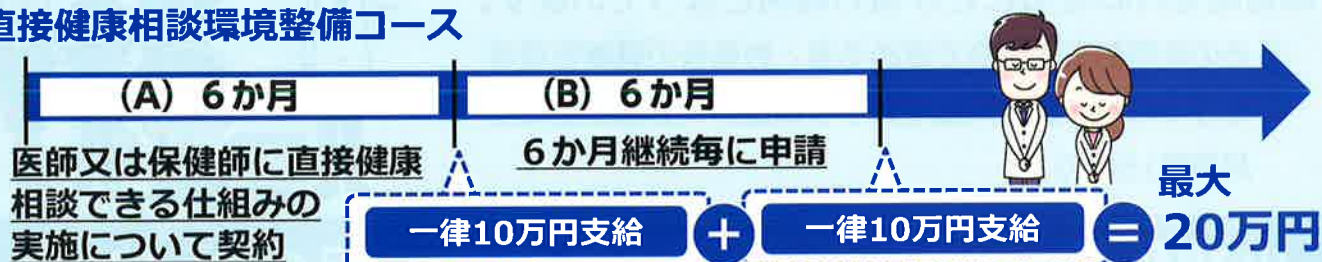 直接健康相談環境整備コース
(A) 6か月
(B) 6か月
医師又は保健師に直接健康
相談できる仕組みの
実施について契約
6か月継続毎に申請
一律10万円支給
+
一律10万円支給
=
最大
20万円